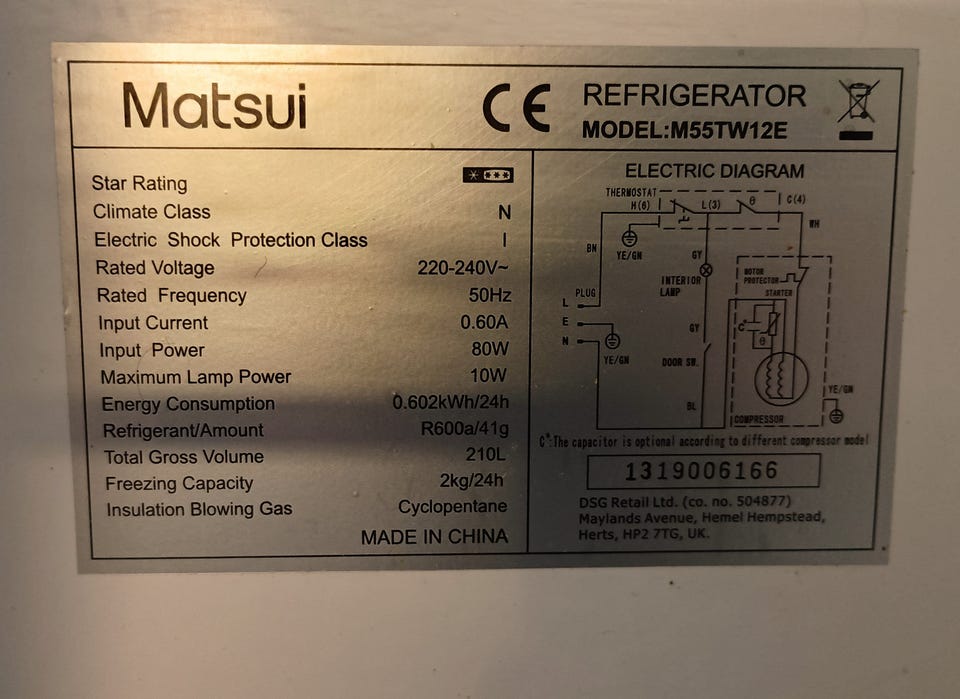 Matsui
CE
REFRIGERATOR
MODEL:M55TW12E
Star Rating
Climate Class N
Electric Shock Protection Class I
Rated Voltage 220-240V~
Rated Frequency 50Hz
Input Current 0.60A
Input Power 80W
Maximum Lamp Power 10W
Energy Consumption 0.602kWh/24h
Refrigerant/Amount R600a/41g
Total Gross Volume 210L
Freezing Capacity 2kg/24h
Insulation Blowing Gas Cyclopentane
MADE IN CHINA
ELECTRIC DIAGRAM
THERMOSTAT
H(6) L(3) θ C(4)
WH
BN
YE/GN
GY
INTERIOR
LAMP
MOTOR
PROTECTOR
STARTER
PLUG
L
E
N
YE/GN
GY
C*
θ
DOOR SW.
BL
YE/GN
COMPRESSOR
C*:The capacitor is optional according to different compressor model
1319006166
DSG Retail Ltd. (co. no. 504877)
Maylands Avenue, Hemel Hempstead,
Herts, HP2 7TG, UK.